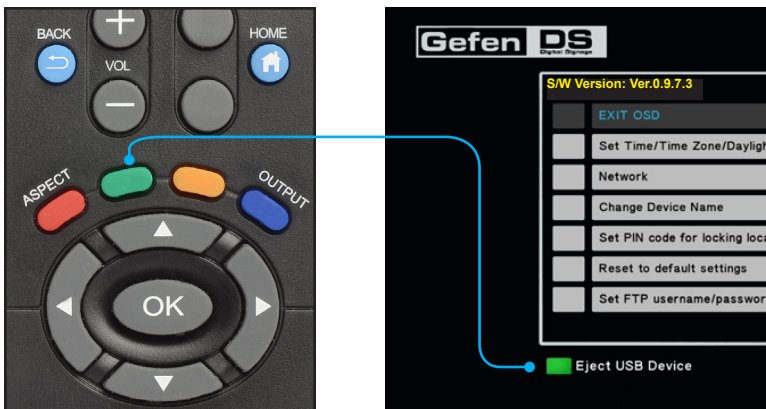 BACK
HOME
VOL
ASPECT
OUTPUT
OK
Gefen DS
Digital Signage
S/W Version: Ver.0.9.7.3
EXIT OSD
Set Time/Time Zone/Dayligh
Network
Change Device Name
Set PIN code for locking loca
Reset to default settings
Set FTP username/passwor
Eject USB Device